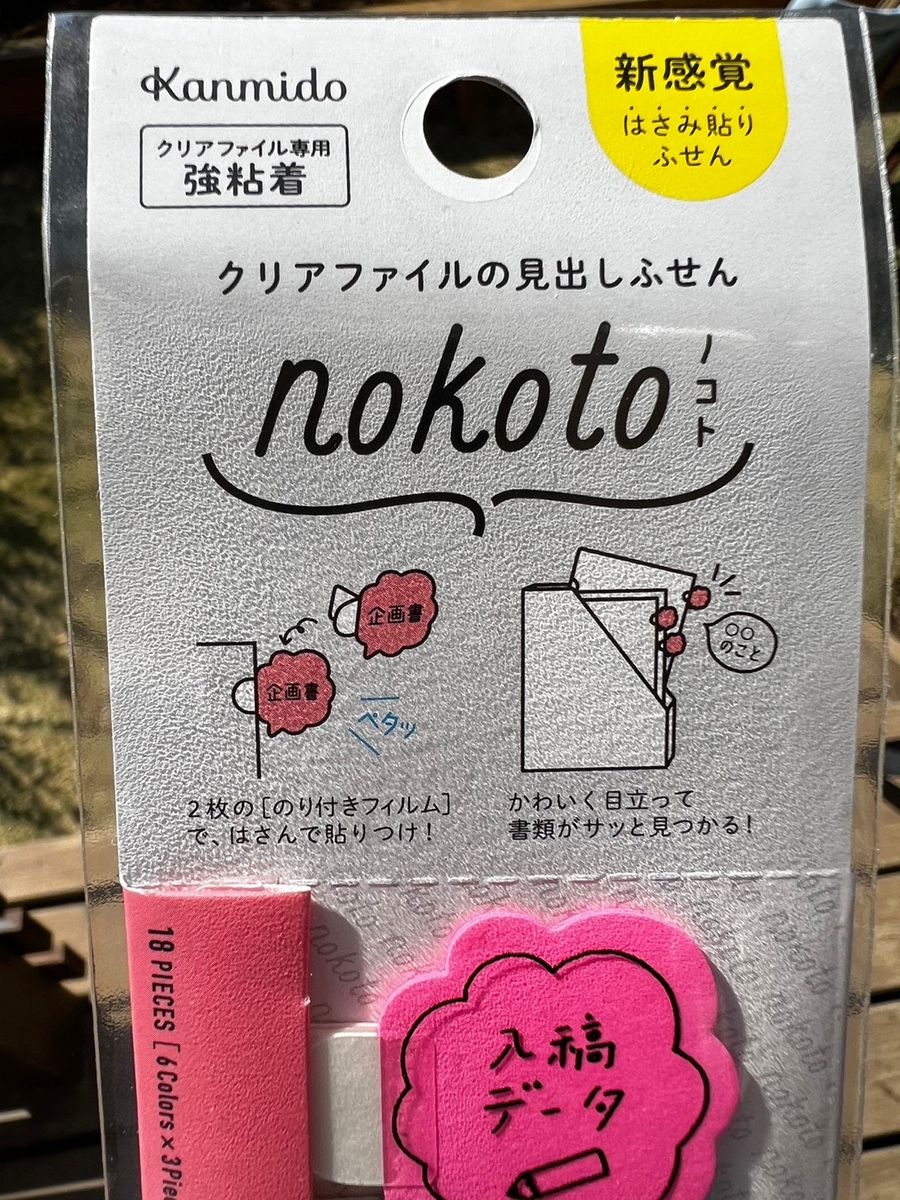 Kanmido
クリアファイル専用
強粘着
新感覚
はさみ貼り
ふせん
クリアファイルの見出しふせん
nokoto
ノコト
企画書
企画書
ペタッ
○○
のこと
2枚の[のり付きフィルム]
で、はさんで貼りつけ!
かわいく目立って
書類がサッと見つかる!
18 PIECES [6 Colors × 3 Pie
入稿
データ
nokoto